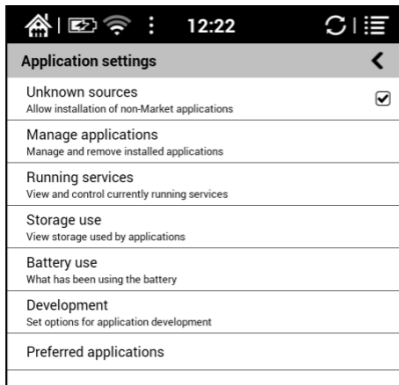 12:22
Application settings
Unknown sources
Allow installation of non-Market applications
Manage applications
Manage and remove installed applications
Running services
View and control currently running services
Storage use
View storage used by applications
Battery use
What has been using the battery
Development
Set options for application development
Preferred applications